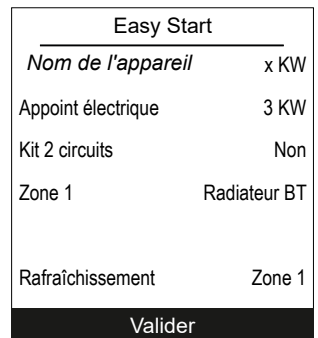 Easy Start
Nom de l'appareil x KW
Appoint électrique 3 KW
Kit 2 circuits Non
Zone 1 Radiateur BT
Rafraîchissement Zone 1
Valider